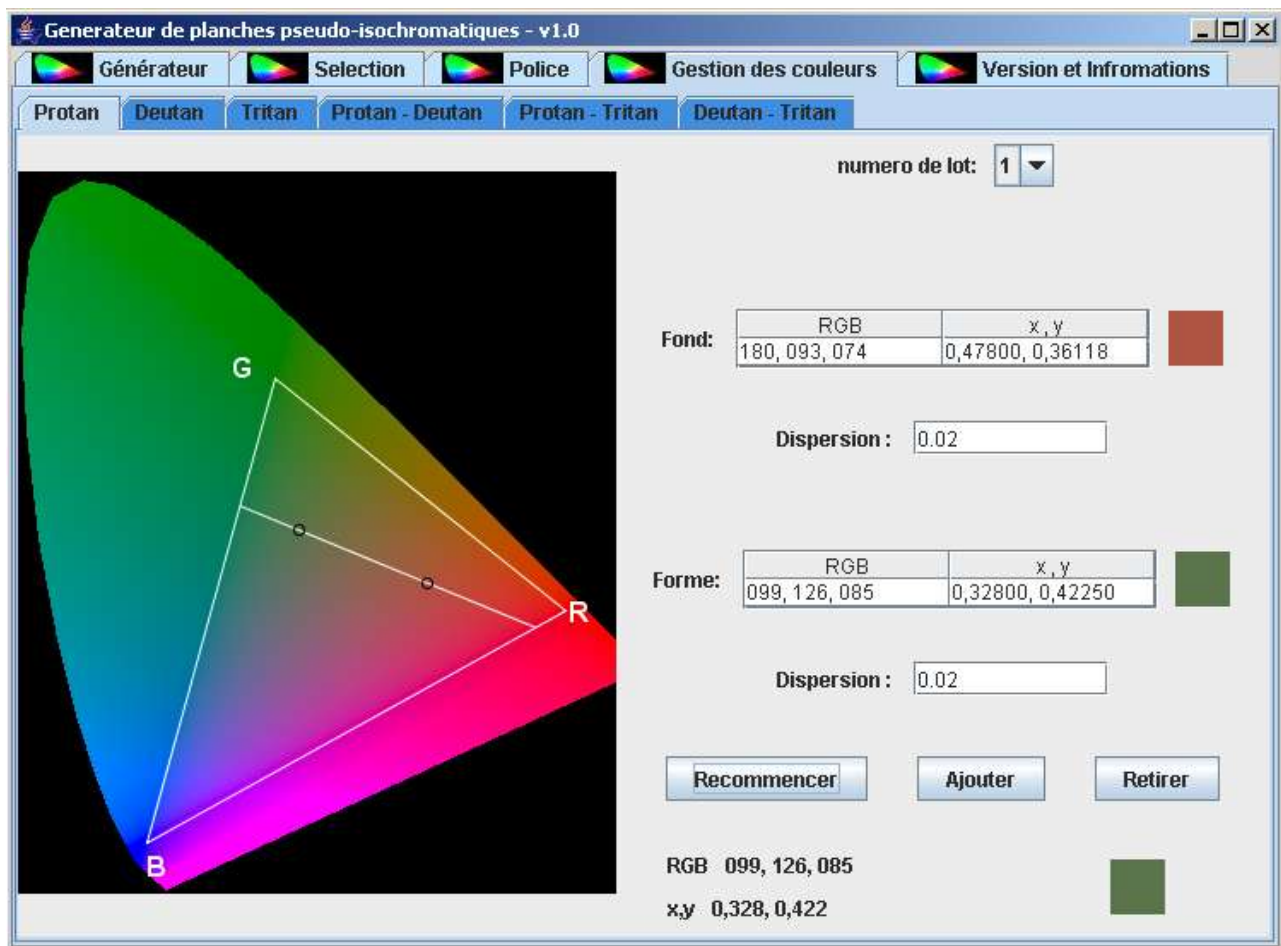 Generateur de planches pseudo-isochromatiques - v1.0
Générateur Selection Police Gestion des couleurs Version et Infromations
Protan Deutan Tritan Protan - Deutan Protan - Tritan Deutan - Tritan
numero de lot: 1
RGB x , y
Fond: 180, 093, 074 0,47800, 0,36118
G
Dispersion : 0.02
RGB x , y
Forme: 099, 126, 085 0,32800, 0,42250
R
Dispersion : 0.02
Recommencer Ajouter Retirer
B
RGB 099, 126, 085
x,y 0,328, 0,422